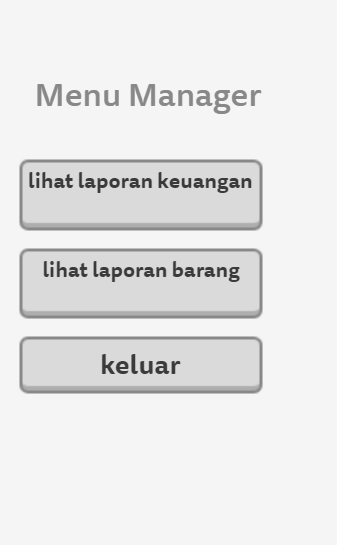 Menu Manager
lihat laporan keuangan
lihat laporan barang
keluar